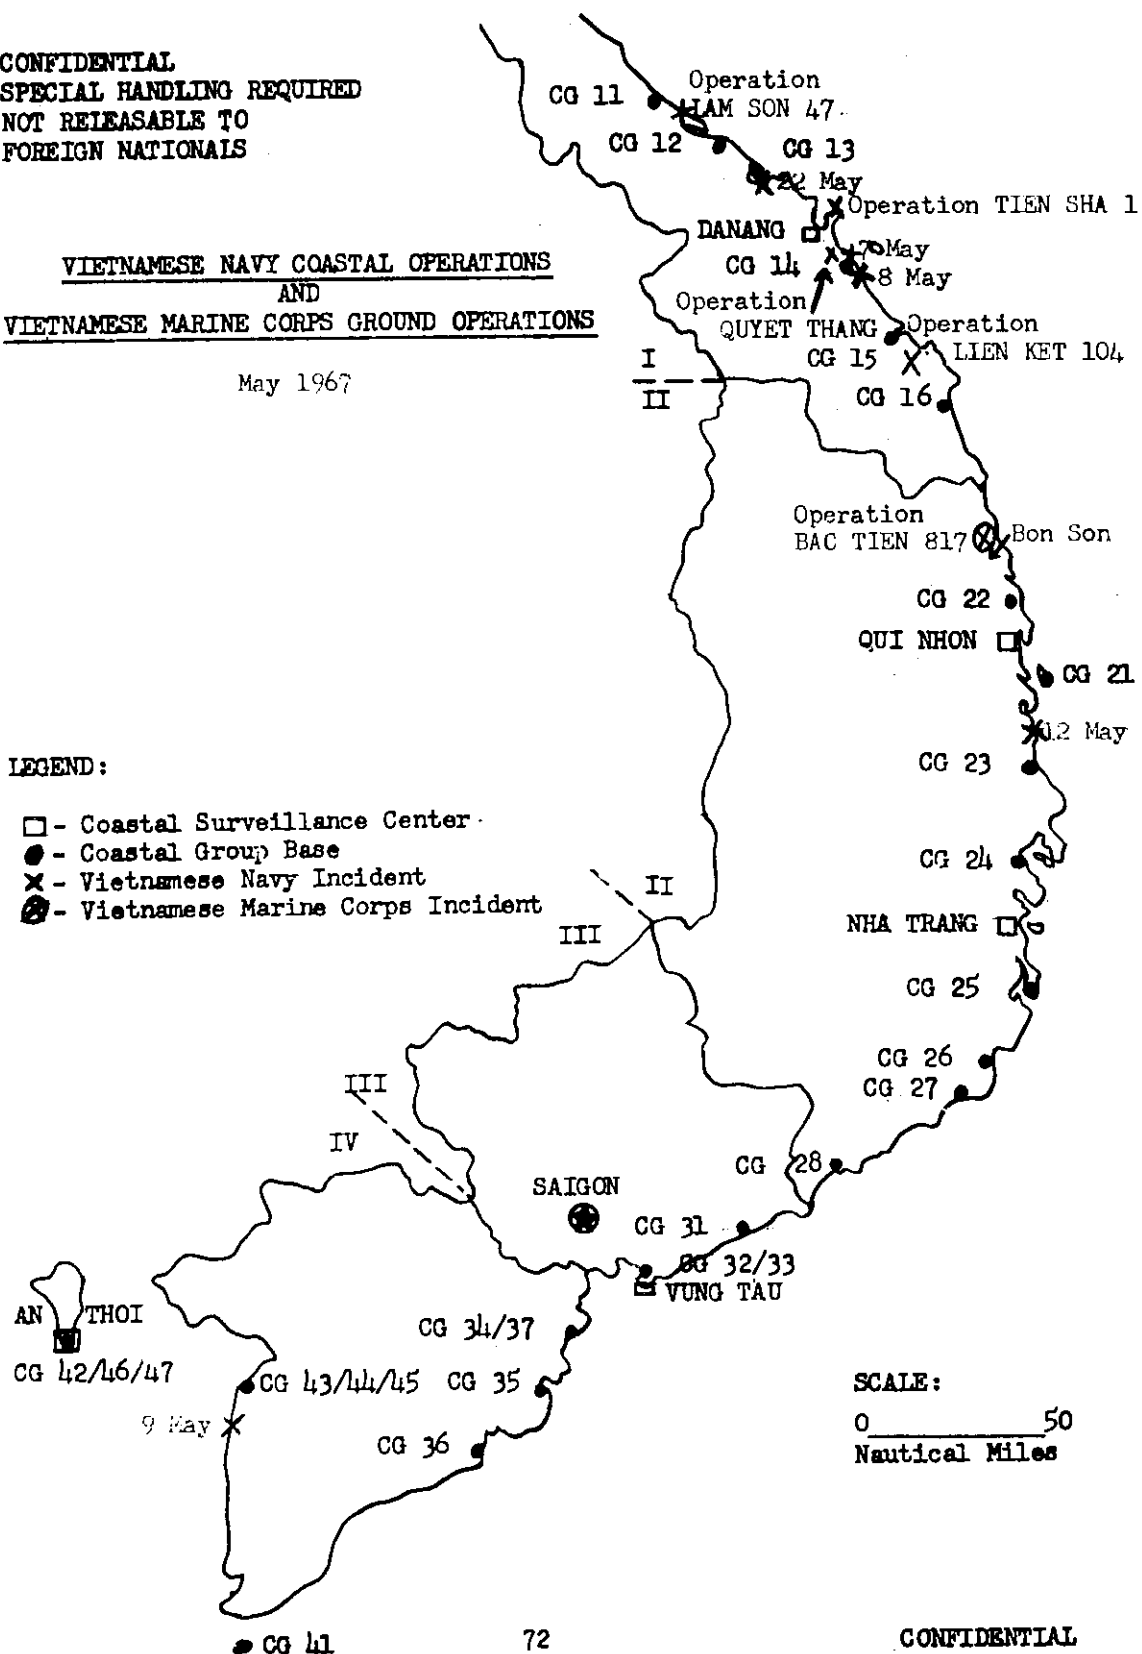 CONFIDENTIAL
SPECIAL HANDLING REQUIRED
NOT RELEASABLE TO
FOREIGN NATIONALS
VIETNAMESE NAVY COASTAL OPERATIONS
AND
VIETNAMESE MARINE CORPS GROUND OPERATIONS
May 1967
CG 11
Operation
LAM SON 47
CG 12
CG 13
22 May
Operation TIEN SHA 1
DANANG
CG 14
7 May
8 May
Operation
QUYET THANG
Operation
LIEN KET 104
CG 15
I
II
CG 16
Operation
BAC TIEN 817
Bon Son
CG 22
QUI NHON
CG 21
12 May
CG 23
LEGEND:
- Coastal Surveillance Center
- Coastal Group Base
- Vietnamese Navy Incident
- Vietnamese Marine Corps Incident
CG 24
II
III
NHA TRANG
CG 25
CG 26
CG 27
III
IV
CG 28
SAIGON
CG 31
CG 32/33
VUNG TAU
AN THOI
CG 42/46/47
CG 34/37
CG 43/44/45
CG 35
9 May
CG 36
SCALE:
0 50
Nautical Miles
CG 41
72
CONFIDENTIAL